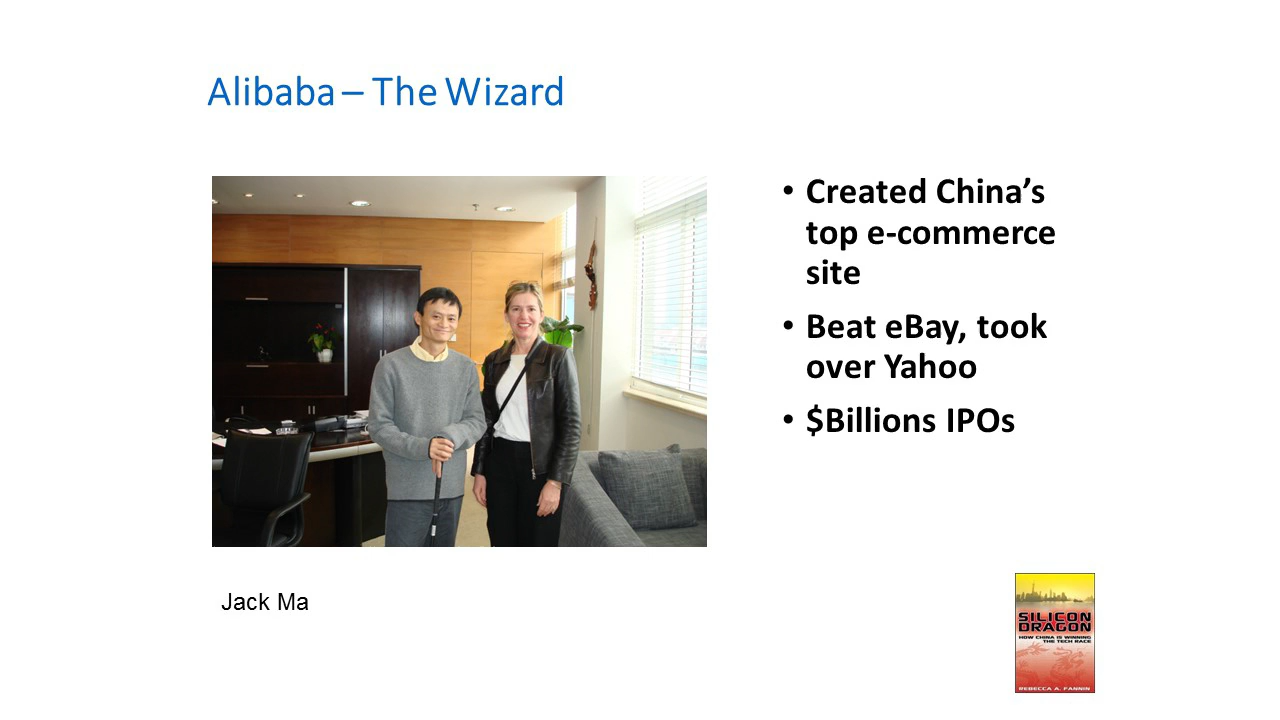 Alibaba – The Wizard
• Created China’s
top e-commerce
site
• Beat eBay, took
over Yahoo
• $Billions IPOs
Jack Ma
SILICON
DRAGON
HOW CHINA IS WINNING
THE TECH RACE
REBECCA A. FANNIN